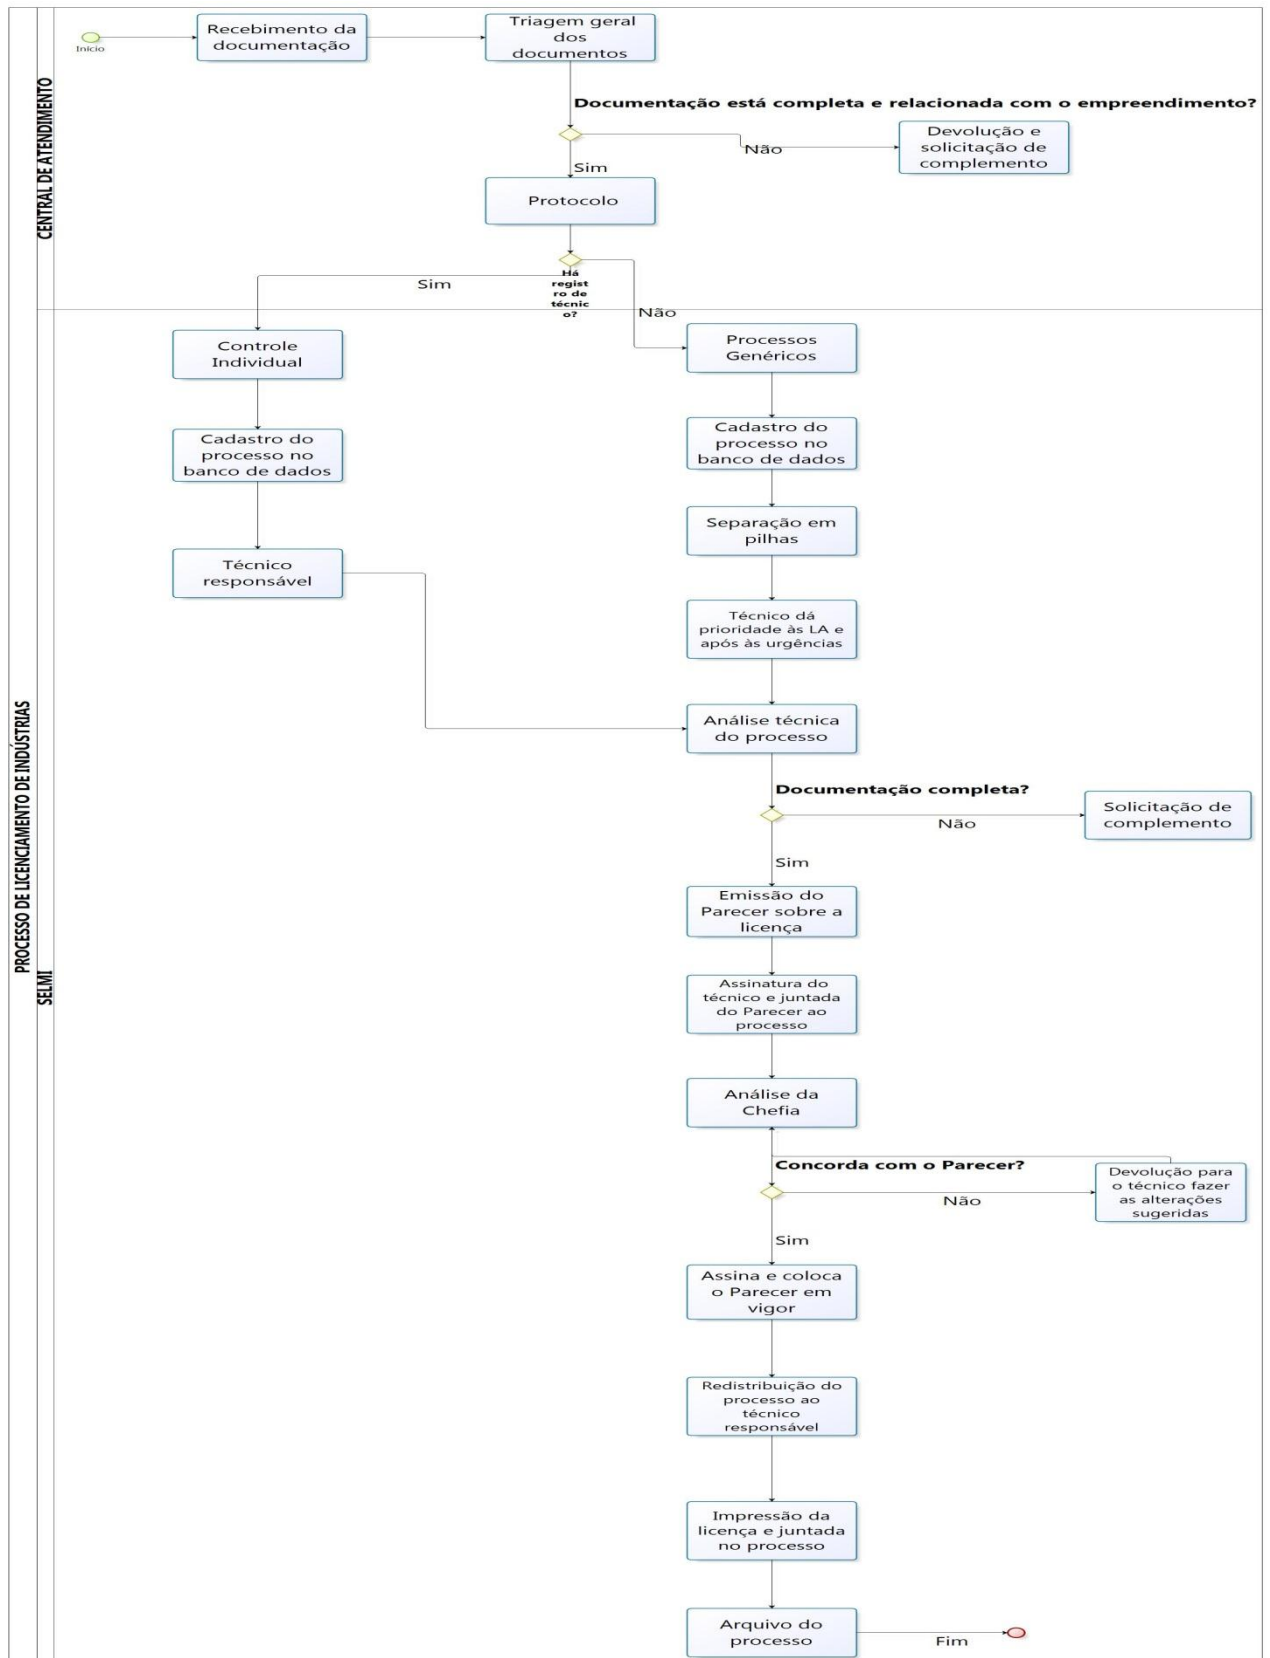 PROCESSO DE LICENCIAMENTO DE INDÚSTRIAS
CENTRAL DE ATENDIMENTO
Início
Recebimento da
documentação
Triagem geral
dos
documentos
Documentação está completa e relacionada com o empreendimento?
Não
Devolução e
solicitação de
complemento
Sim
Protocolo
Há
regist
ro de
técnic
o?
Sim
Não
SELMI
Controle
Individual
Cadastro do
processo no
banco de dados
Técnico
responsável
Processos
Genéricos
Cadastro do
processo no
banco de dados
Separação em
pilhas
Técnico dá
prioridade às LA e
após às urgências
Análise técnica
do processo
Documentação completa?
Não
Solicitação de
complemento
Sim
Emissão do
Parecer sobre a
licença
Assinatura do
técnico e juntada
do Parecer ao
processo
Análise da
Chefia
Concorda com o Parecer?
Não
Devolução para
o técnico fazer
as alterações
sugeridas
Sim
Assina e coloca
o Parecer em
vigor
Redistribuição do
processo ao
técnico
responsável
Impressão da
licença e juntada
no processo
Arquivo do
processo
Fim